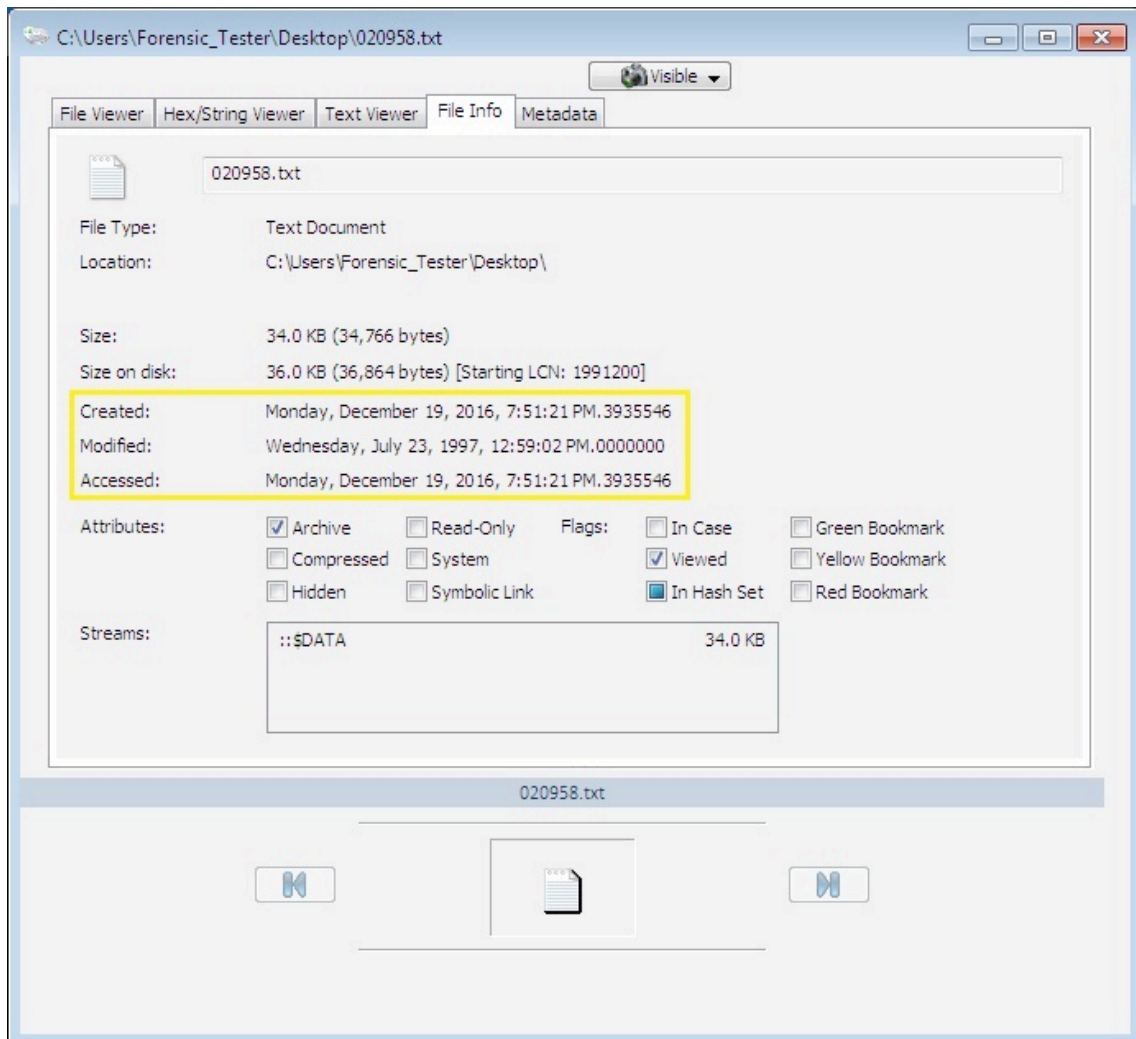 C:\Users\Forensic_Tester\Desktop\020958.txt
Visible
File Viewer Hex/String Viewer Text Viewer File Info Metadata
020958.txt
File Type: Text Document
Location: C:\Users\Forensic_Tester\Desktop\
Size: 34.0 KB (34,766 bytes)
Size on disk: 36.0 KB (36,864 bytes) [Starting LCN: 1991200]
Created: Monday, December 19, 2016, 7:51:21 PM.3935546
Modified: Wednesday, July 23, 1997, 12:59:02 PM.0000000
Accessed: Monday, December 19, 2016, 7:51:21 PM.3935546
Attributes: Archive Read-Only Flags: In Case Green Bookmark
Compressed System Viewed Yellow Bookmark
Hidden Symbolic Link In Hash Set Red Bookmark
Streams: ::$DATA 34.0 KB
020958.txt